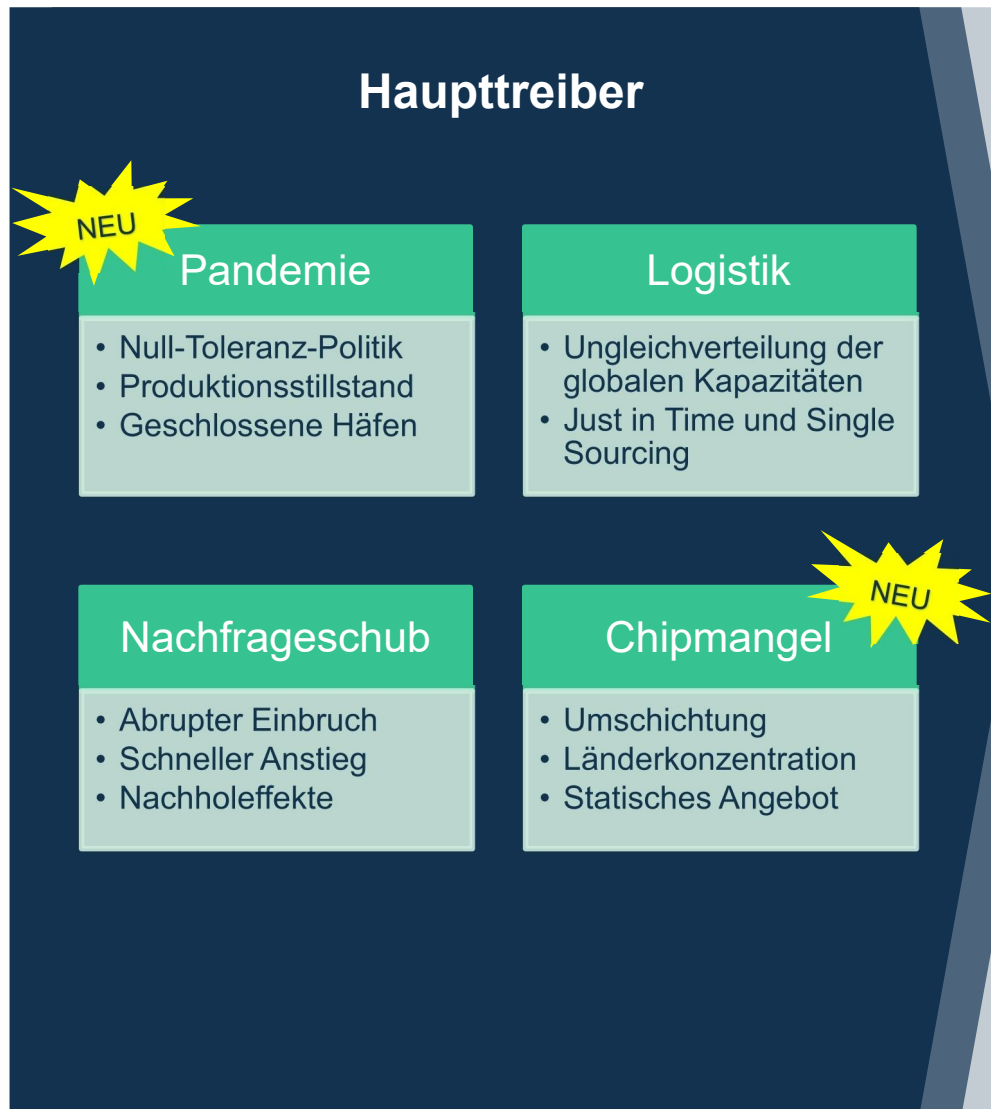 Haupttreiber
NEU
Pandemie
• Null-Toleranz-Politik
• Produktionsstillstand
• Geschlossene Häfen
Logistik
• Ungleichverteilung der
globalen Kapazitäten
• Just in Time und Single
Sourcing
Nachfrageschub
• Abrupter Einbruch
• Schneller Anstieg
• Nachholeffekte
NEU
Chipmangel
• Umschichtung
• Länderkonzentration
• Statisches Angebot